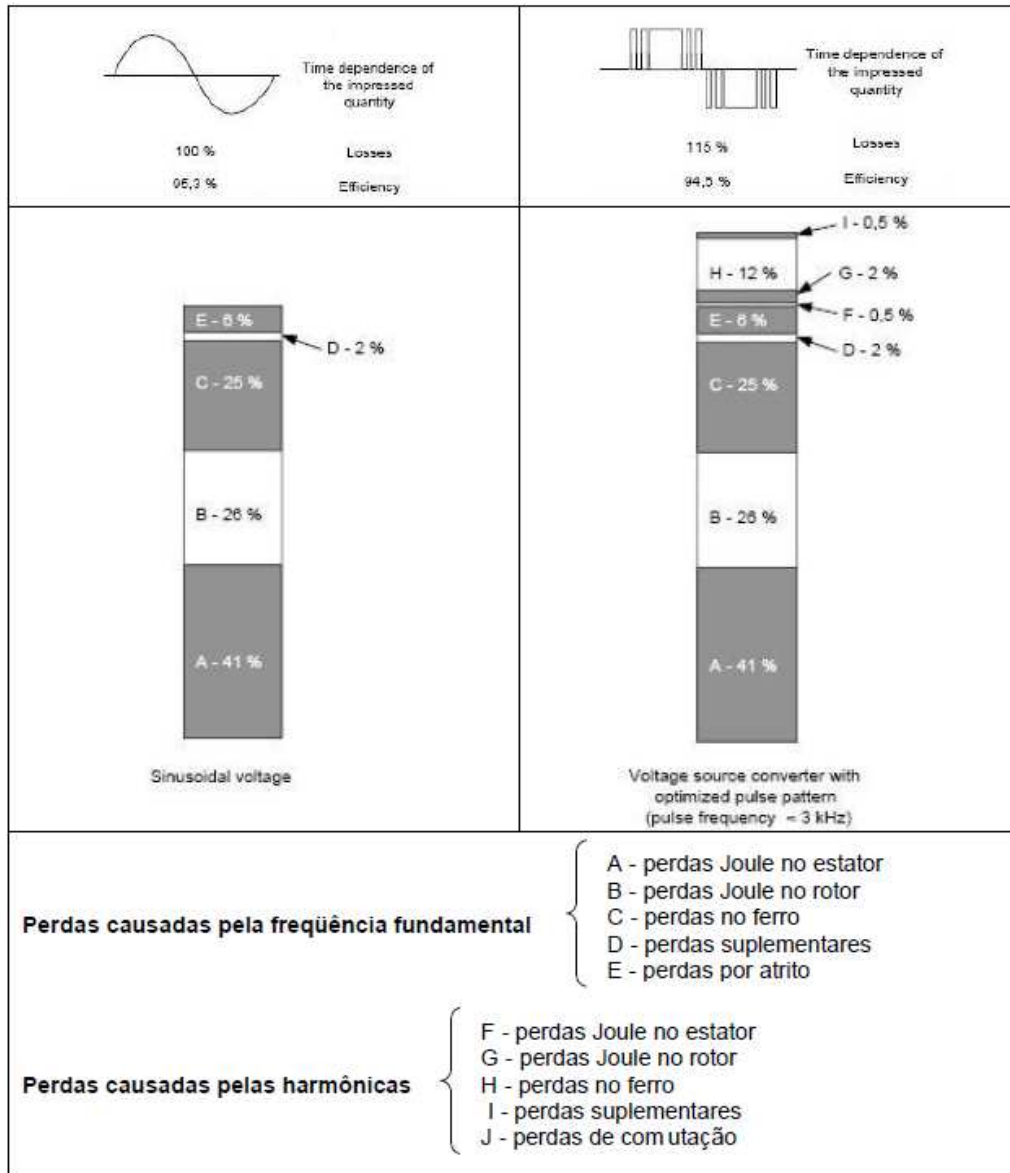 Time dependence of
the impressed
quantity
100 % Losses
95,3 % Efficiency
Time dependence of
the impressed
quantity
115 % Losses
94,5 % Efficiency
E - 6 %
D - 2 %
C - 25 %
B - 26 %
A - 41 %
Sinusoidal voltage
I - 0,5 %
H - 12 %
G - 2 %
F - 0,5 %
E - 6 %
D - 2 %
C - 25 %
B - 26 %
A - 41 %
Voltage source converter with
optimized pulse pattern
(pulse frequency < 3 kHz)
Perdas causadas pela freqüência fundamental
A - perdas Joule no estator
B - perdas Joule no rotor
C - perdas no ferro
D - perdas suplementares
E - perdas por atrito
Perdas causadas pelas harmônicas
F - perdas Joule no estator
G - perdas Joule no rotor
H - perdas no ferro
I - perdas suplementares
J - perdas de comutação